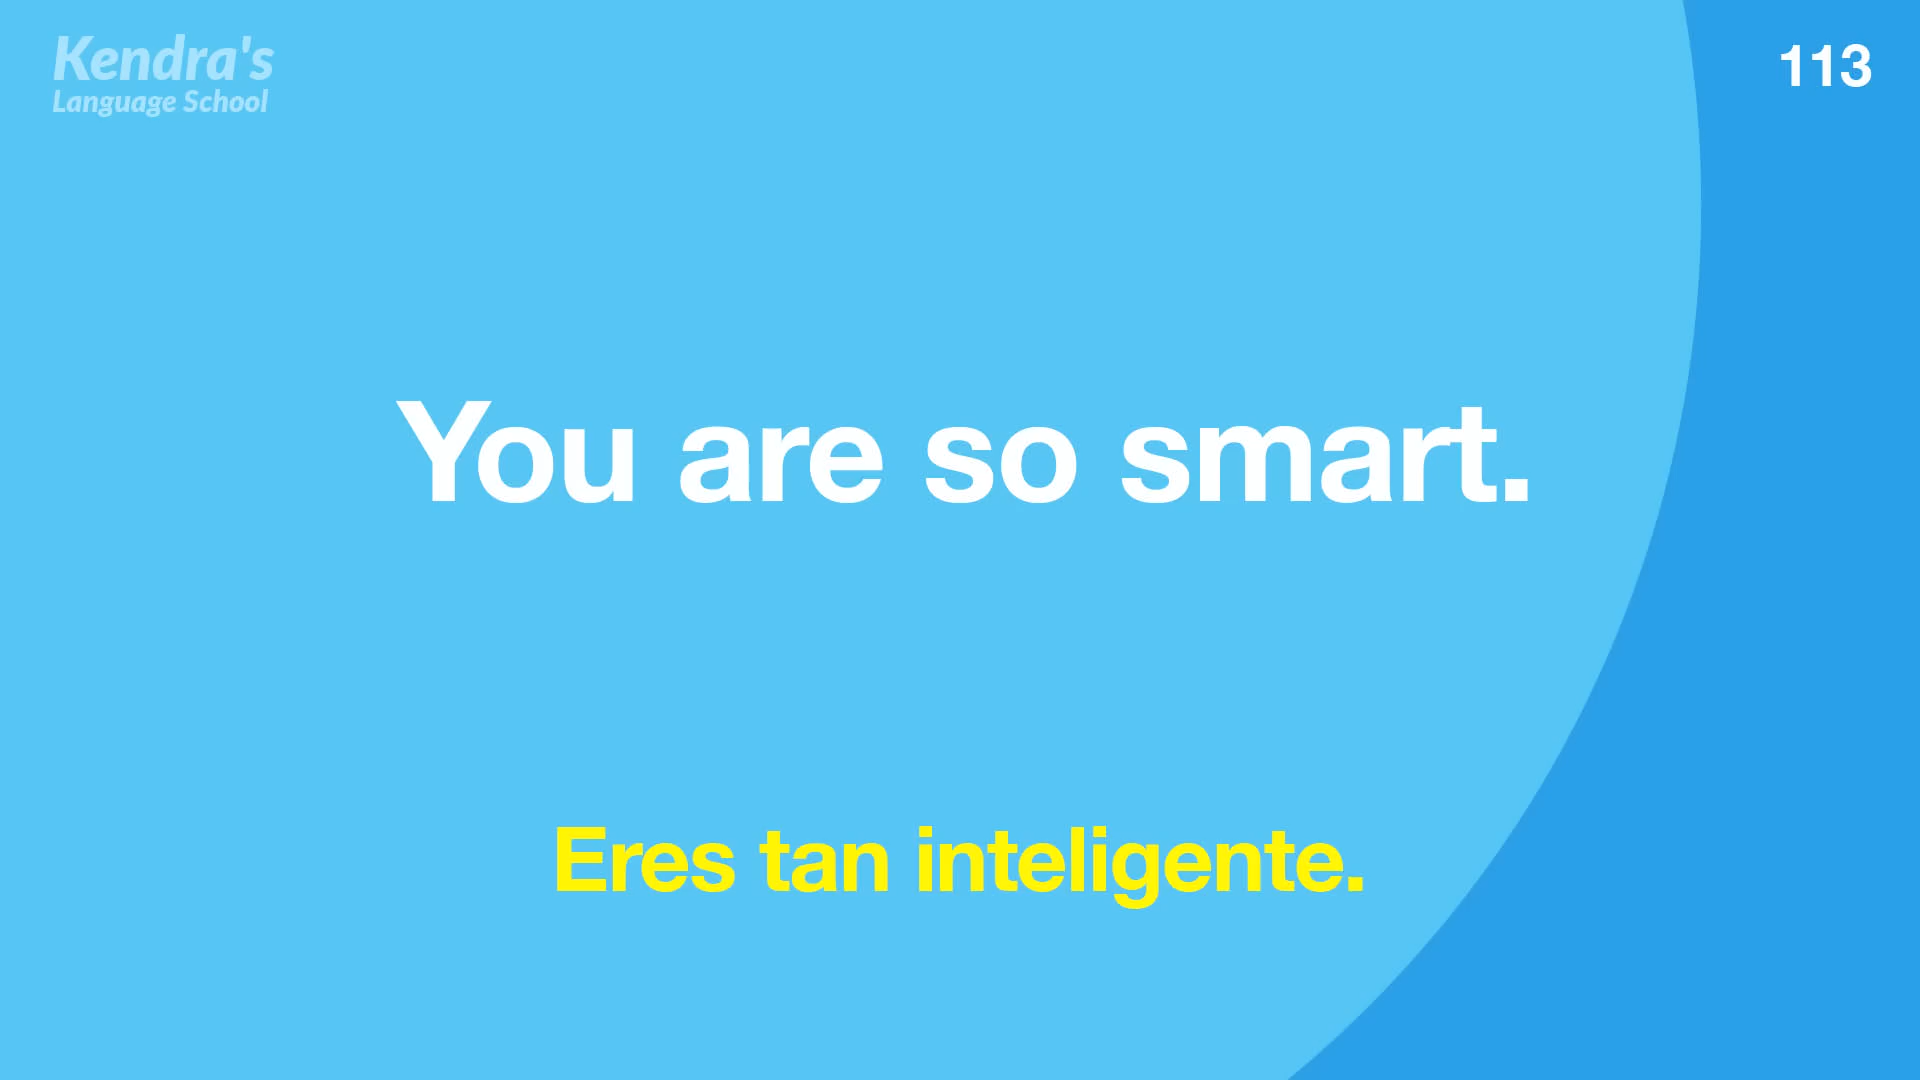 Kendra's
Language School
113
You are so smart.
Eres tan inteligente.